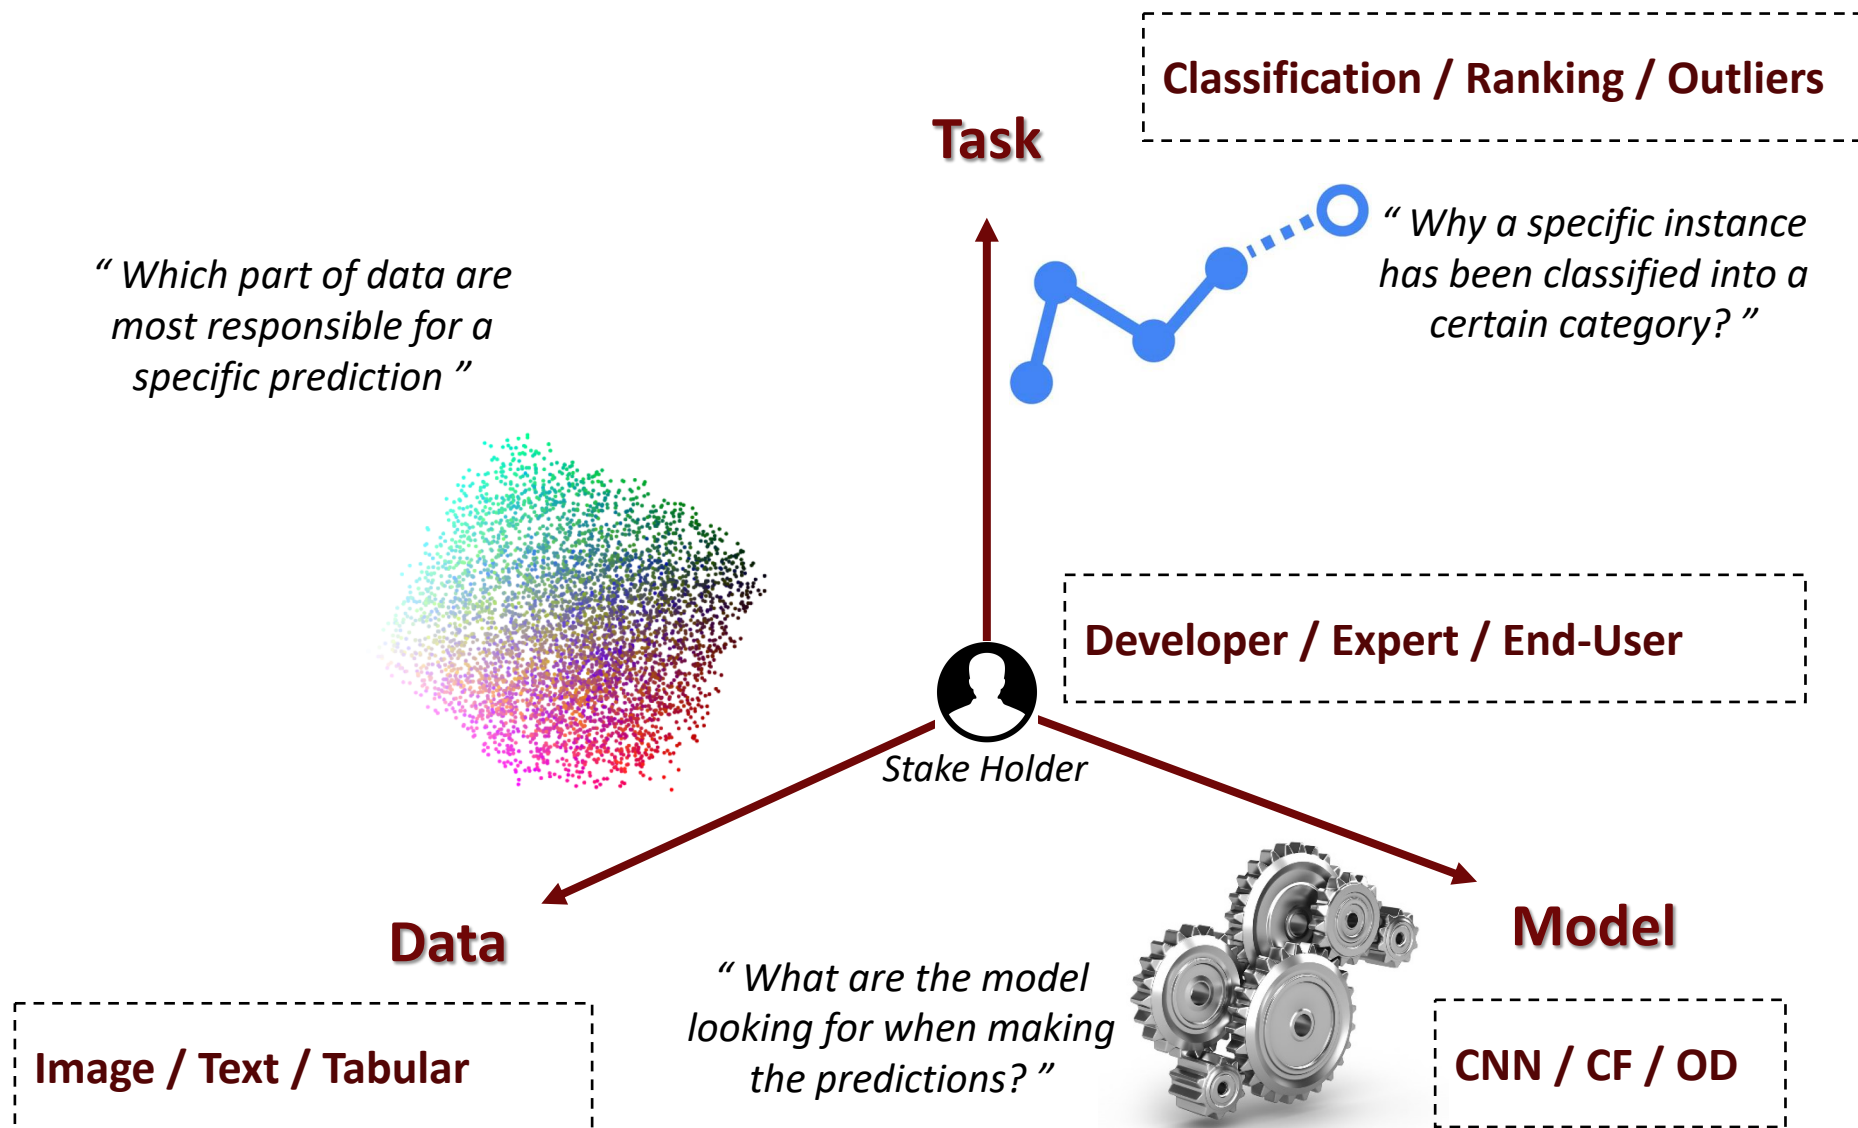 Classification / Ranking / Outliers
Task
“ Why a specific instance
has been classified into a
certain category? ”
“ Which part of data are
most responsible for a
specific prediction ”
Developer / Expert / End-User
Stake Holder
Data
Model
“ What are the model
looking for when making
the predictions? ”
Image / Text / Tabular
CNN / CF / OD